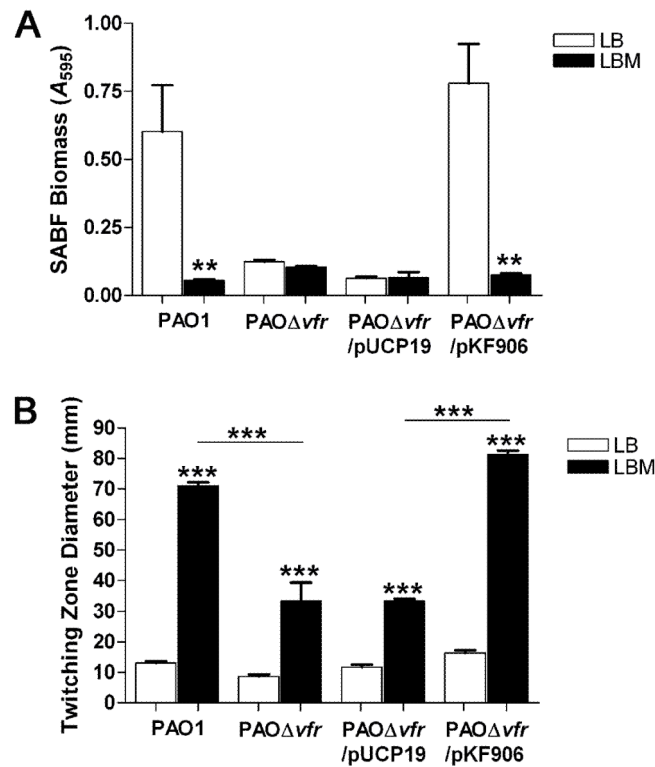 A
SABF Biomass (A595)
1.00
0.75
0.50
0.25
0.00
**
**
LB
LBM
PAO1
PAOΔvfr
PAOΔvfr
/pUCP19
PAOΔvfr
/pKF906
B
Twitching Zone Diameter (mm)
90
80
70
60
50
40
30
20
10
0
***
***
***
***
***
***
LB
LBM
PAO1
PAOΔvfr
PAOΔvfr
/pUCP19
PAOΔvfr
/pKF906